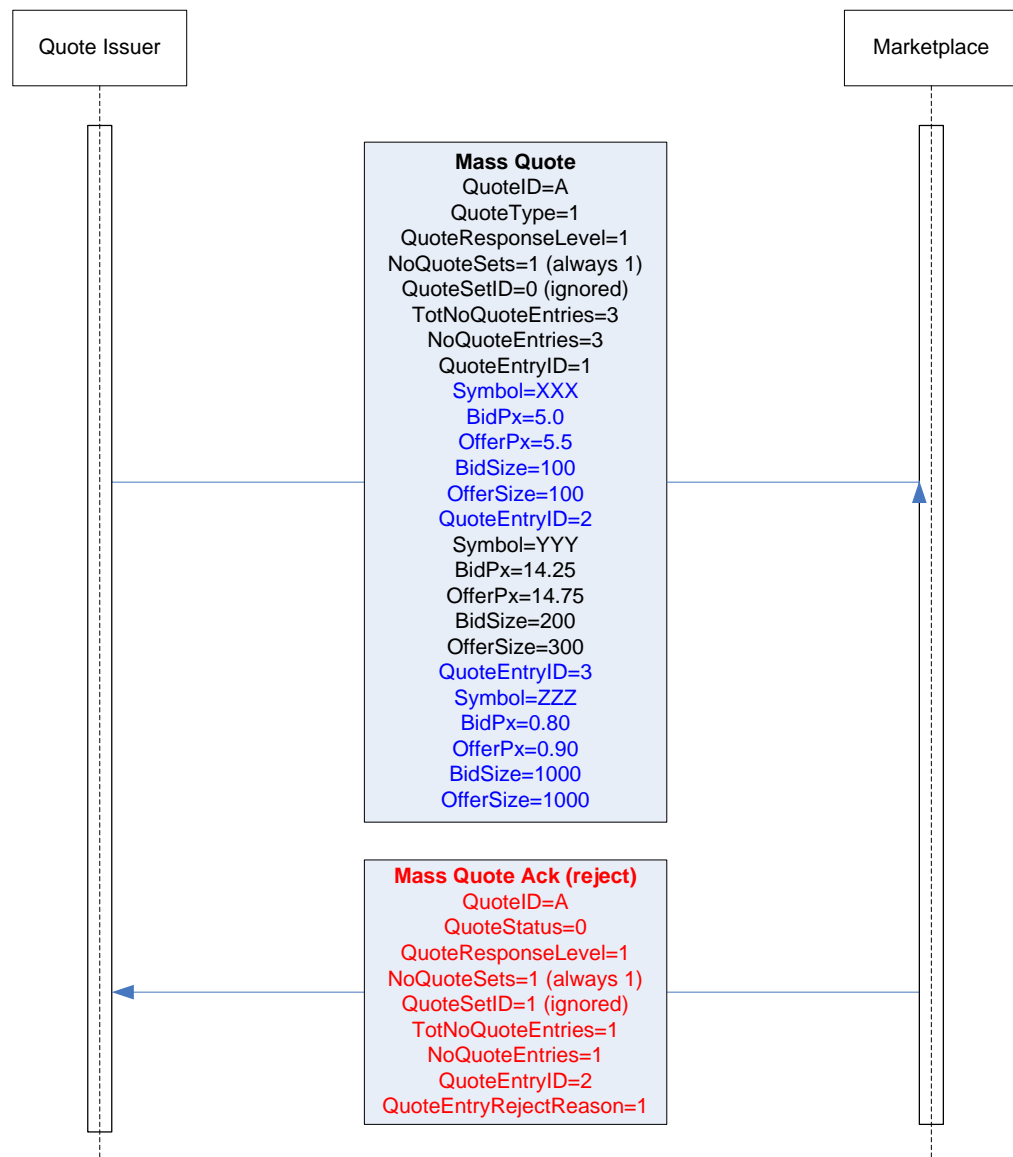 Quote Issuer
Marketplace
Mass Quote
QuoteID=A
QuoteType=1
QuoteResponseLevel=1
NoQuoteSets=1 (always 1)
QuoteSetID=0 (ignored)
TotNoQuoteEntries=3
NoQuoteEntries=3
QuoteEntryID=1
Symbol=XXX
BidPx=5.0
OfferPx=5.5
BidSize=100
OfferSize=100
QuoteEntryID=2
Symbol=YYY
BidPx=14.25
OfferPx=14.75
BidSize=200
OfferSize=300
QuoteEntryID=3
Symbol=ZZZ
BidPx=0.80
OfferPx=0.90
BidSize=1000
OfferSize=1000
Mass Quote Ack (reject)
QuoteID=A
QuoteStatus=0
QuoteResponseLevel=1
NoQuoteSets=1 (always 1)
QuoteSetID=1 (ignored)
TotNoQuoteEntries=1
NoQuoteEntries=1
QuoteEntryID=2
QuoteEntryRejectReason=1